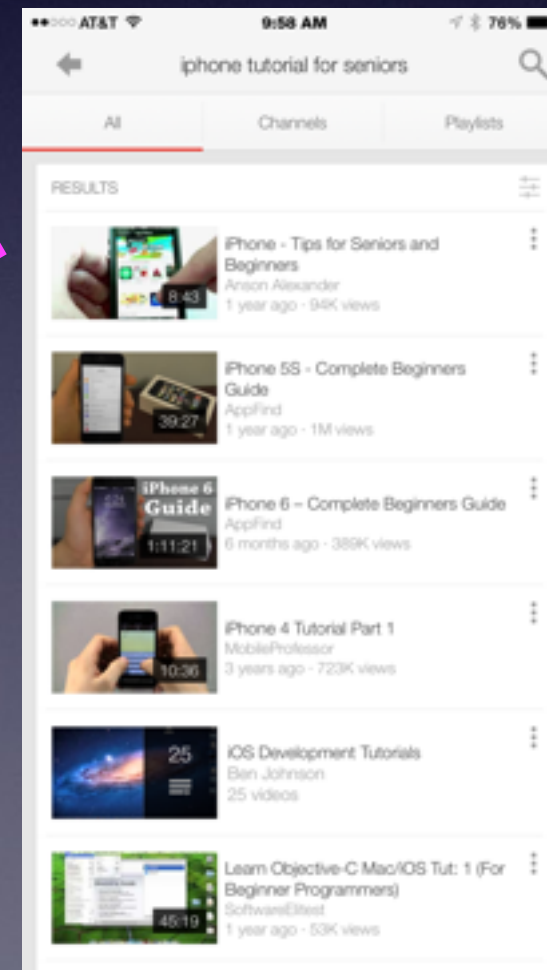 AT&T 9:58 AM 76%
iphone tutorial for seniors
All Channels Playlists
RESULTS
iPhone - Tips for Seniors and
Beginners
Anson Alexander
1 year ago - 94K views
8:43
iPhone 5S - Complete Beginners
Guide
AppFind
1 year ago - 1M views
39:27
iPhone 6
Guide
1:11:21
iPhone 6 – Complete Beginners Guide
AppFind
6 months ago - 389K views
iPhone 4 Tutorial Part 1
MobileProfessor
3 years ago - 723K views
10:36
25
iOS Development Tutorials
Ben Johnson
25 videos
Learn Objective-C Mac/iOS Tut: 1 (For
Beginner Programmers)
SoftwareElitest
1 year ago - 53K views
45:19